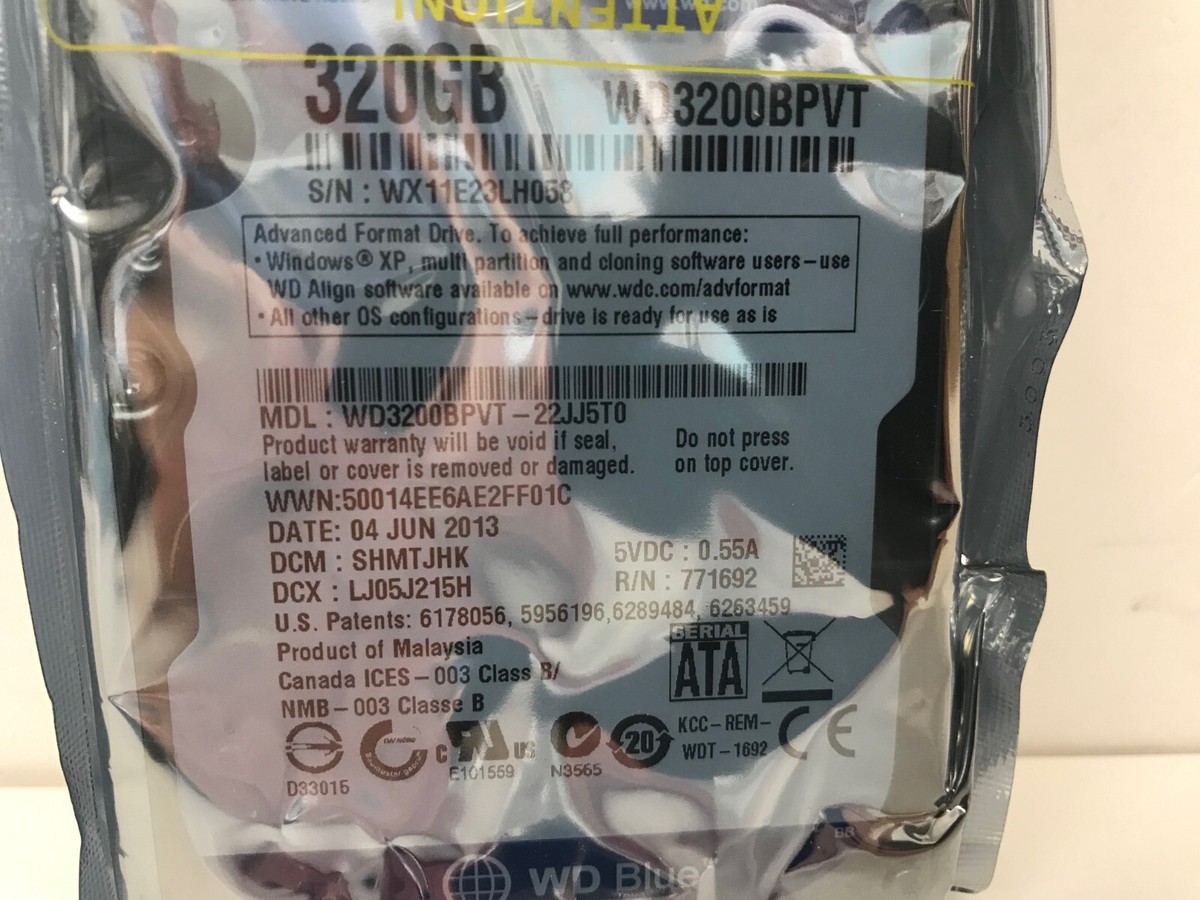 ATTENTION!
320GB WD3200BPVT
S/N : WX11E23LH058
Advanced Format Drive. To achieve full performance:
• Windows® XP, multi partition and cloning software users – use
WD Align software available on www.wdc.com/advformat
• All other OS configurations – drive is ready for use as is
MDL : WD3200BPVT – 22JJ5T0
Product warranty will be void if seal, Do not press
label or cover is removed or damaged. on top cover.
WWN:50014EE6AE2FF01C
DATE: 04 JUN 2013
DCM : SHMTJHK 5VDC : 0.55A
DCX : LJ05J215H R/N : 771692
U.S. Patents: 6178056, 5956196,6289484, 6263459
Product of Malaysia
Canada ICES – 003 Class B/
NMB – 003 Classe B
SERIAL
ATA
D33015
c UL US
E101559
N3565
20
KCC – REM –
WDT – 1692
CE
BR
WD Blue™